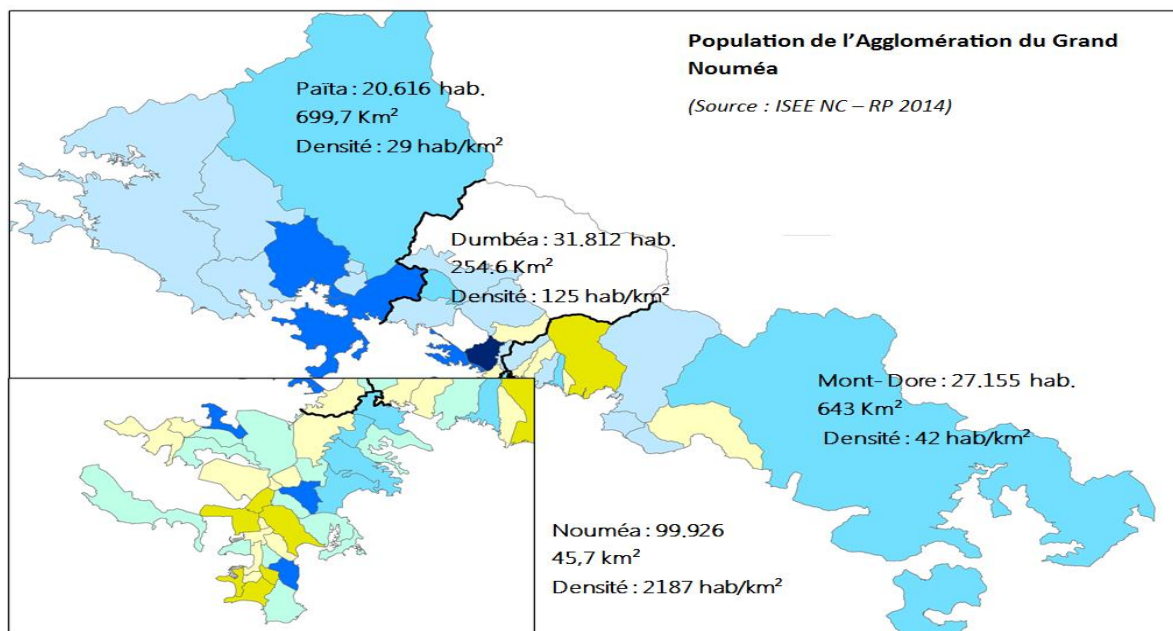 Population de l’Agglomération du Grand
Nouméa
(Source : ISEE NC – RP 2014)
Païta : 20.616 hab.
699,7 Km²
Densité : 29 hab/km²
Dumbéa : 31.812 hab.
254.6 Km²
Densité : 125 hab/km²
Mont- Dore : 27.155 hab.
643 Km²
Densité : 42 hab/km²
Nouméa : 99.926
45,7 km²
Densité : 2187 hab/km²